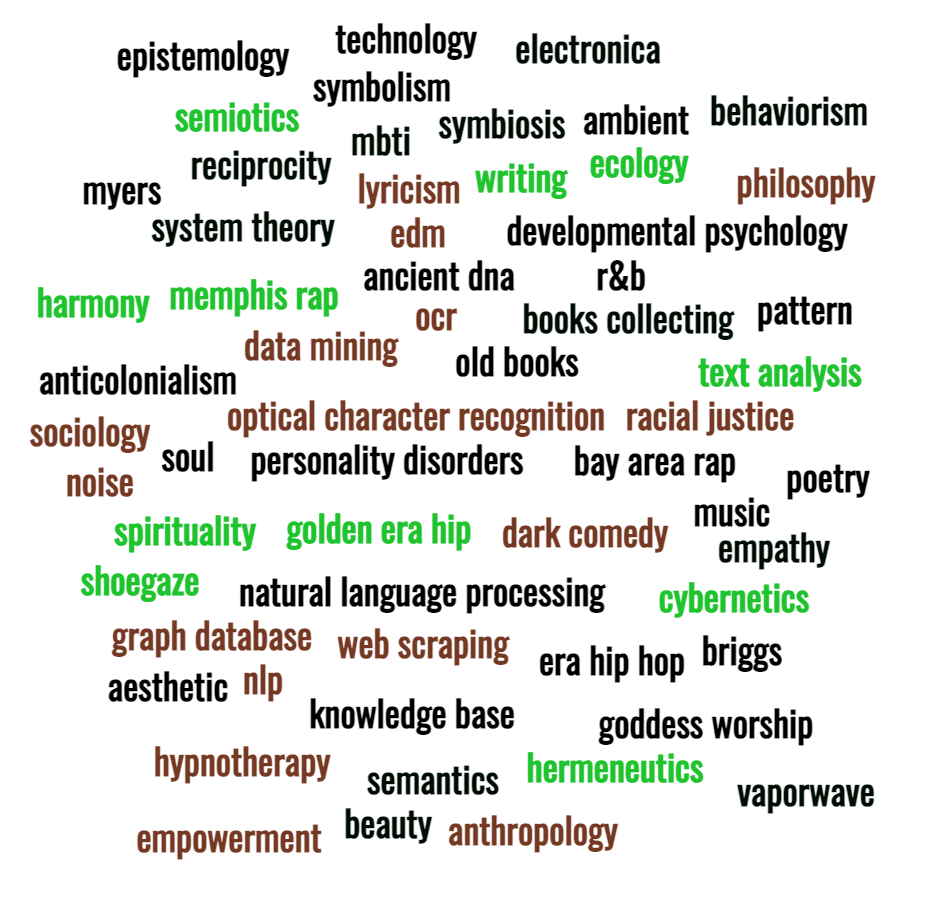 technology
epistemology
electronica
symbolism
semiotics
symbiosis
ambient
behaviorism
mbti
reciprocity
writing
ecology
myers
lyricism
philosophy
system theory
edm
developmental psychology
ancient dna
r&b
harmony
memphis rap
ocr
books collecting
pattern
data mining
old books
anticolonialism
text analysis
sociology
optical character recognition
racial justice
soul
personality disorders
bay area rap
noise
poetry
music
spirituality
golden era hip
dark comedy
empathy
shoegaze
natural language processing
cybernetics
graph database
web scraping
era hip hop
briggs
aesthetic
nlp
knowledge base
goddess worship
hypnotherapy
semantics
hermeneutics
vaporwave
empowerment
beauty
anthropology